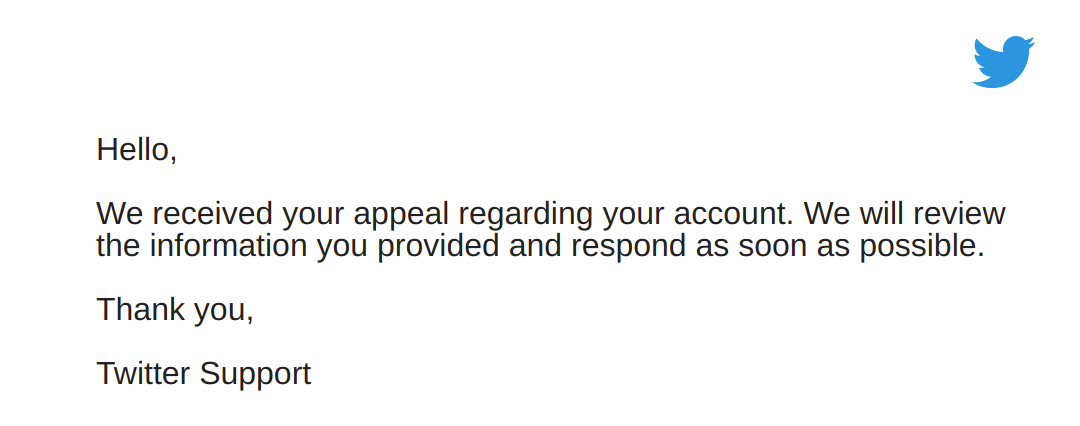 Hello,
We received your appeal regarding your account. We will review
the information you provided and respond as soon as possible.
Thank you,
Twitter Support